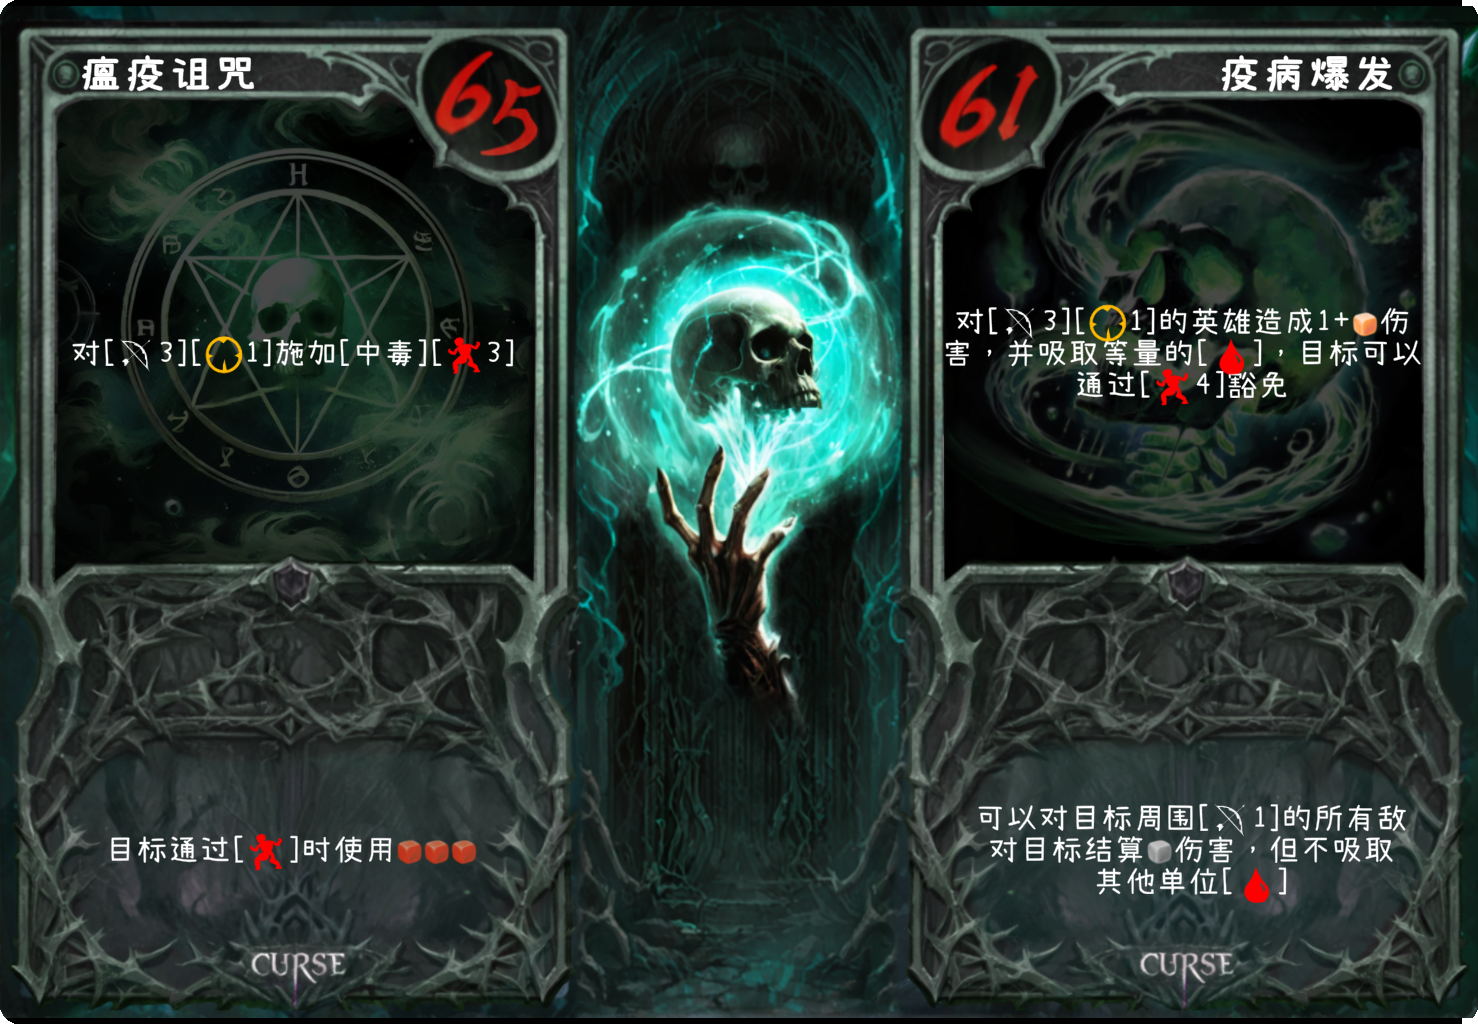 瘟疫诅咒
65
对[3][1]施加[中毒][3]
目标通过[]时使用
CURSE
61
疫病爆发
对[3][1]的英雄造成1+伤
害，并吸取等量的[]，目标可以
通过[4]豁免
可以对目标周围[1]的所有敌
对目标结算伤害，但不吸取
其他单位[]
CURSE